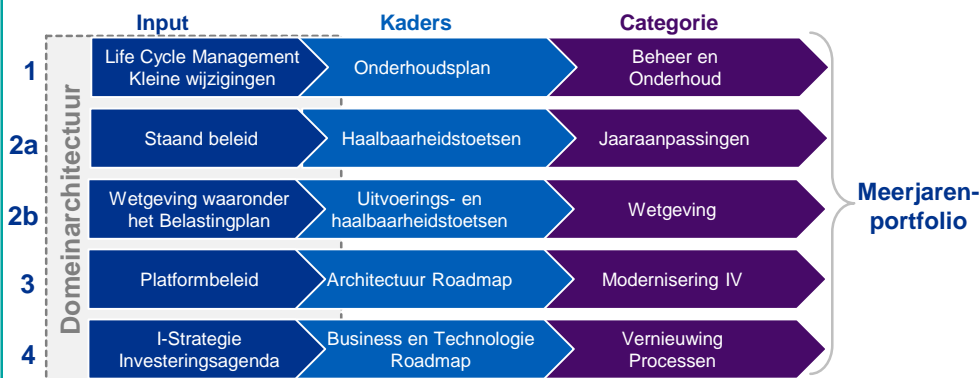 Input
Kaders
Categorie
Domeinarchitectuur
1
Life Cycle Management
Kleine wijzigingen
Onderhoudsplan
Beheer en
Onderhoud
2a
Staand beleid
Haalbaarheidstoetsen
Jaaraanpassingen
2b
Wetgeving waaronder
het Belastingplan
Uitvoerings- en
haalbaarheidstoetsen
Wetgeving
3
Platformbeleid
Architectuur Roadmap
Modernisering IV
4
I-Strategie
Investeringsagenda
Business en Technologie
Roadmap
Vernieuwing
Processen
Meerjaren-
portfolio